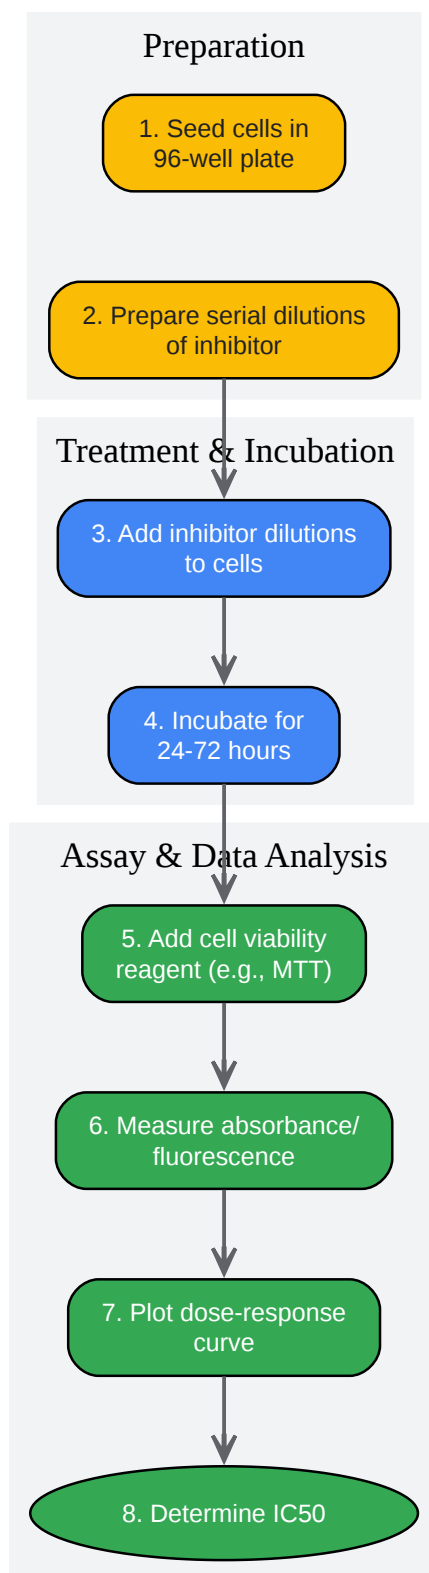 Preparation
1. Seed cells in
96-well plate
2. Prepare serial dilutions
of inhibitor
Treatment & Incubation
3. Add inhibitor dilutions
to cells
4. Incubate for
24-72 hours
Assay & Data Analysis
5. Add cell viability
reagent (e.g., MTT)
6. Measure absorbance/
fluorescence
7. Plot dose-response
curve
8. Determine IC50